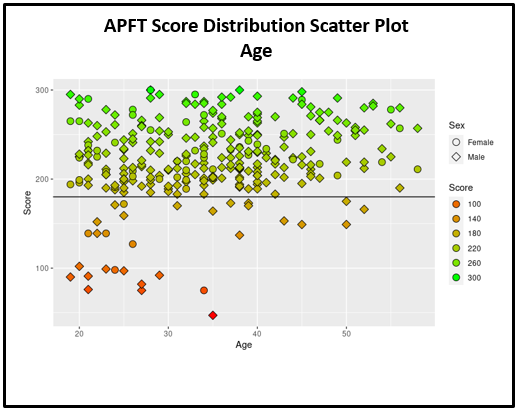 APFT Score Distribution Scatter Plot
Age
300
200
100
Score
20
30
40
50
Age
Sex
Female
Male
Score
100
140
180
220
260
300